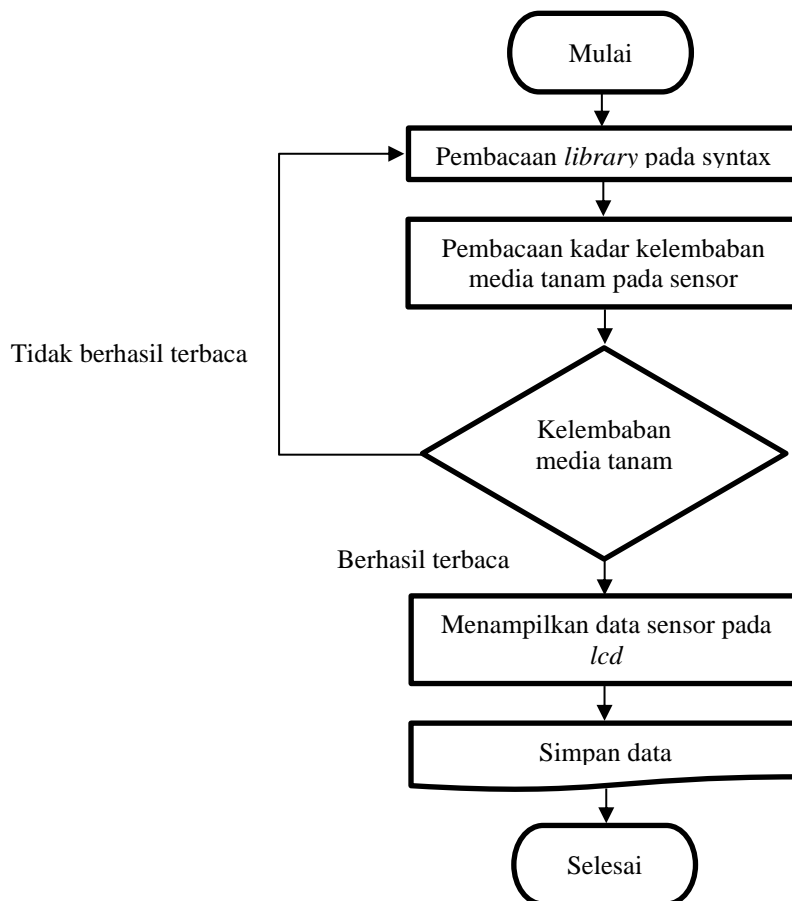 Mulai
Pembacaan library pada syntax
Pembacaan kadar kelembaban
media tanam pada sensor
Tidak berhasil terbaca
Kelembaban
media tanam
Berhasil terbaca
Menampilkan data sensor pada
lcd
Simpan data
Selesai